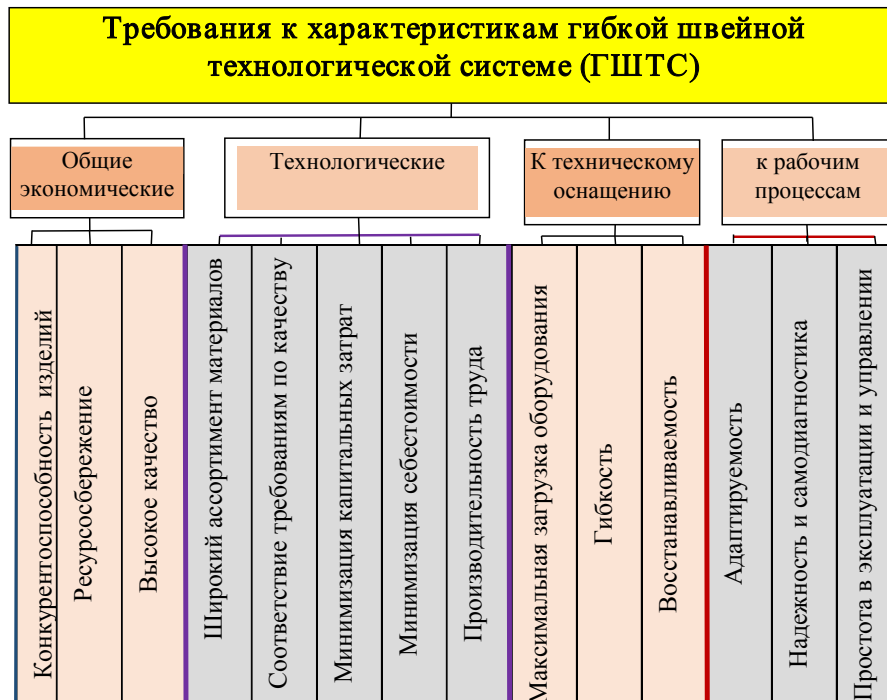 Требования к характеристикам гибкой швейной
технологической системе (ГШТС)
Общие
экономические
Технологические
К техническому
оснащению
к рабочим
процессам
Конкурентоспособность изделий
Ресурсосбережение
Высокое качество
Широкий ассортимент материалов
Соответствие требованиям по качеству
Минимизация капитальных затрат
Минимизация себестоимости
Производительность труда
Максимальная загрузка оборудования
Гибкость
Восстанавливаемость
Адаптируемость
Надежность и самодиагностика
Простота в эксплуатации и управлении